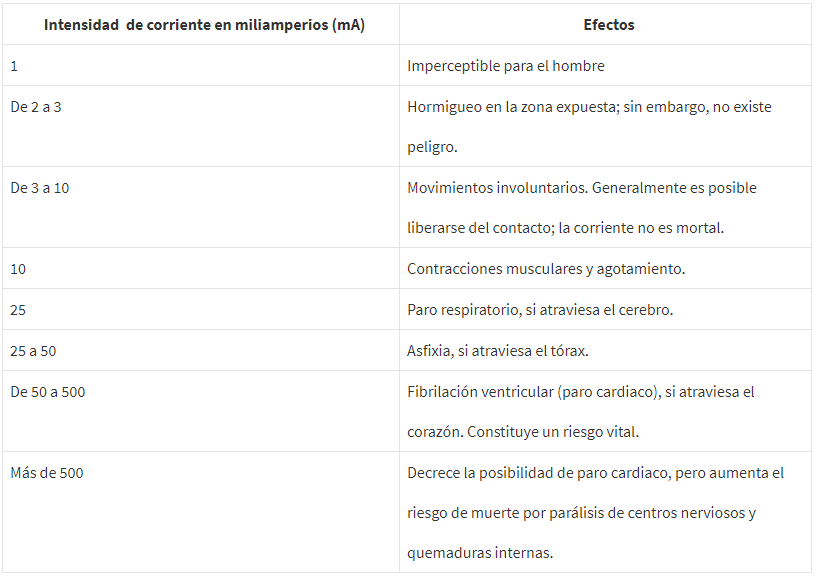 Intensidad  de corriente en miliamperios (mA)
Efectos
1
Imperceptible para el hombre
De 2 a 3
Hormigueo en la zona expuesta; sin embargo, no existe
peligro.
De 3 a 10
Movimientos involuntarios. Generalmente es posible
liberarse del contacto; la corriente no es mortal.
10
Contracciones musculares y agotamiento.
25
Paro respiratorio, si atraviesa el cerebro.
25 a 50
Asfixia, si atraviesa el tórax.
De 50 a 500
Fibrilación ventricular (paro cardiaco), si atraviesa el
corazón. Constituye un riesgo vital.
Más de 500
Decrece la posibilidad de paro cardiaco, pero aumenta el
riesgo de muerte por parálisis de centros nerviosos y
quemaduras internas.